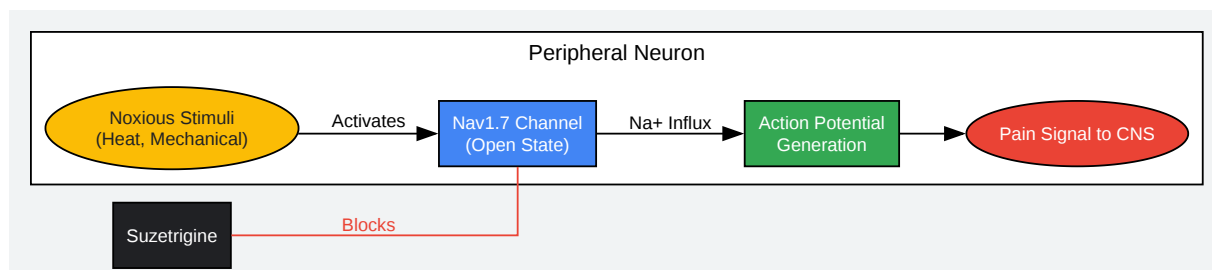 Peripheral Neuron
Noxious Stimuli
(Heat, Mechanical)
Activates
Nav1.7 Channel
(Open State)
Na+ Influx
Action Potential
Generation
Pain Signal to CNS
Suzetrigine
Blocks